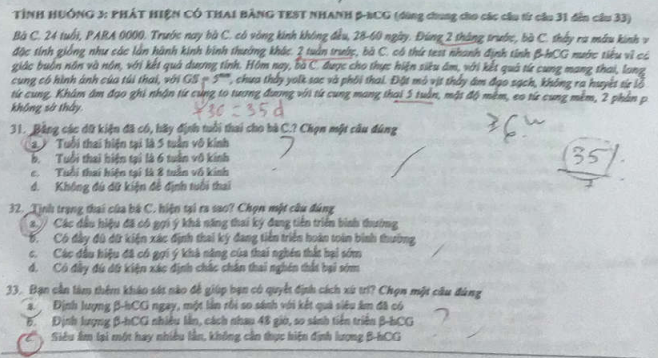 TÌNH HUỐNG 3: PHÁT HIỆN CÓ THAI BẰNG TEST NHANH β-hCG (dùng chung cho các câu từ câu 31 đến câu 33)
Bà C. 24 tuổi, PARA 0000. Trước nay bà C. có vòng kinh không đều, 28-60 ngày. Đúng 2 tháng trước, bà C. thấy ra máu kinh v
đặc tính giống như các lần hành kinh bình thường khác. 2 tuần trước, bà C. có thử test nhanh định tính β-hCG nước tiểu vì có
giác buồn nôn và nôn, với kết quả dương tính. Hôm nay, bà C. được cho thực hiện siêu âm, với kết quả tử cung mang thai, lòng
cung có hình ảnh của túi thai, với GS = 5 mm, chưa thấy yolk sac và phôi thai. Đặt mỏ vịt thấy âm đạo sạch, không ra huyết từ lỗ
tử cung. Khám âm đạo ghi nhận tử cung to tương đương với tử cung mang thai 5 tuần, mật độ mềm, eo tử cung mềm, 2 phần p
không sờ thấy.
+30 = 35d
36 w
35%
31. Bằng các dữ kiện đã có, hãy định tuổi thai cho bà C.? Chọn một câu đúng
a. Tuổi thai hiện tại là 5 tuần vô kinh
b. Tuổi thai hiện tại là 6 tuần vô kinh
c. Tuổi thai hiện tại là 8 tuần vô kinh
d. Không đủ dữ kiện để định tuổi thai
32. Tình trạng thai của bà C. hiện tại ra sao? Chọn một câu đúng
a. Các dấu hiệu đã có gợi ý khả năng thai kỳ đang tiến triển bình thường
b. Có đầy đủ dữ kiện xác định thai kỳ đang tiến triển hoàn toàn bình thường
c. Các dấu hiệu đã có gợi ý khả năng của thai nghén thất bại sớm
d. Có đầy đủ dữ kiện xác định chắc chắn thai nghén thất bại sớm
33. Bạn cần làm thêm khảo sát nào để giúp bạn có quyết định cách xử trí? Chọn một câu đúng
a. Định lượng β-hCG ngay, một lần rồi so sánh với kết quả siêu âm đã có
b. Định lượng β-hCG nhiều lần, cách nhau 48 giờ, so sánh tiến triển β-hCG
c. Siêu âm lại một hay nhiều lần, không cần thực hiện định lượng β-hCG